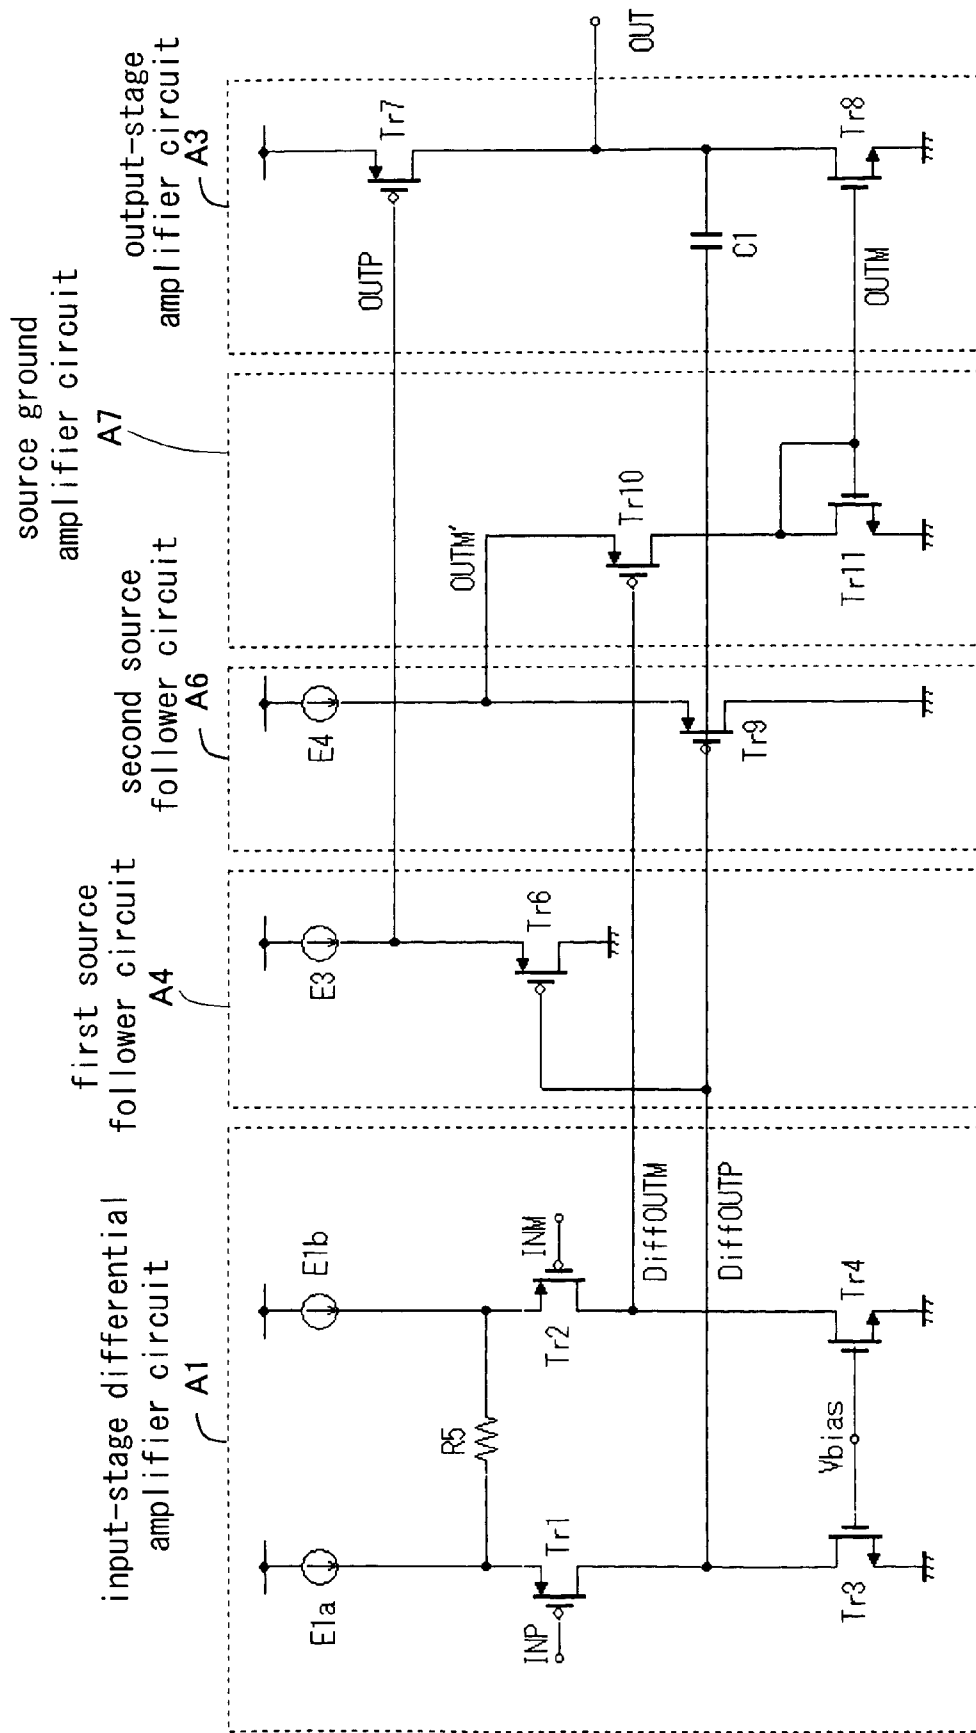 input-stage differential
amplifier circuit
A1
first source
follower circuit
A4
second source
follower circuit
A6
source ground
amplifier circuit
A7
output-stage
amplifier circuit
A3
E1a
E1b
R5
INP
Tr1
Tr2
INM
DiffOUTM
DiffOUTP
Tr3
Vbias
Tr4
E3
Tr6
E4
Tr9
OUTM'
Tr10
Tr11
OUTP
Tr7
OUT
C1
OUTM
Tr8